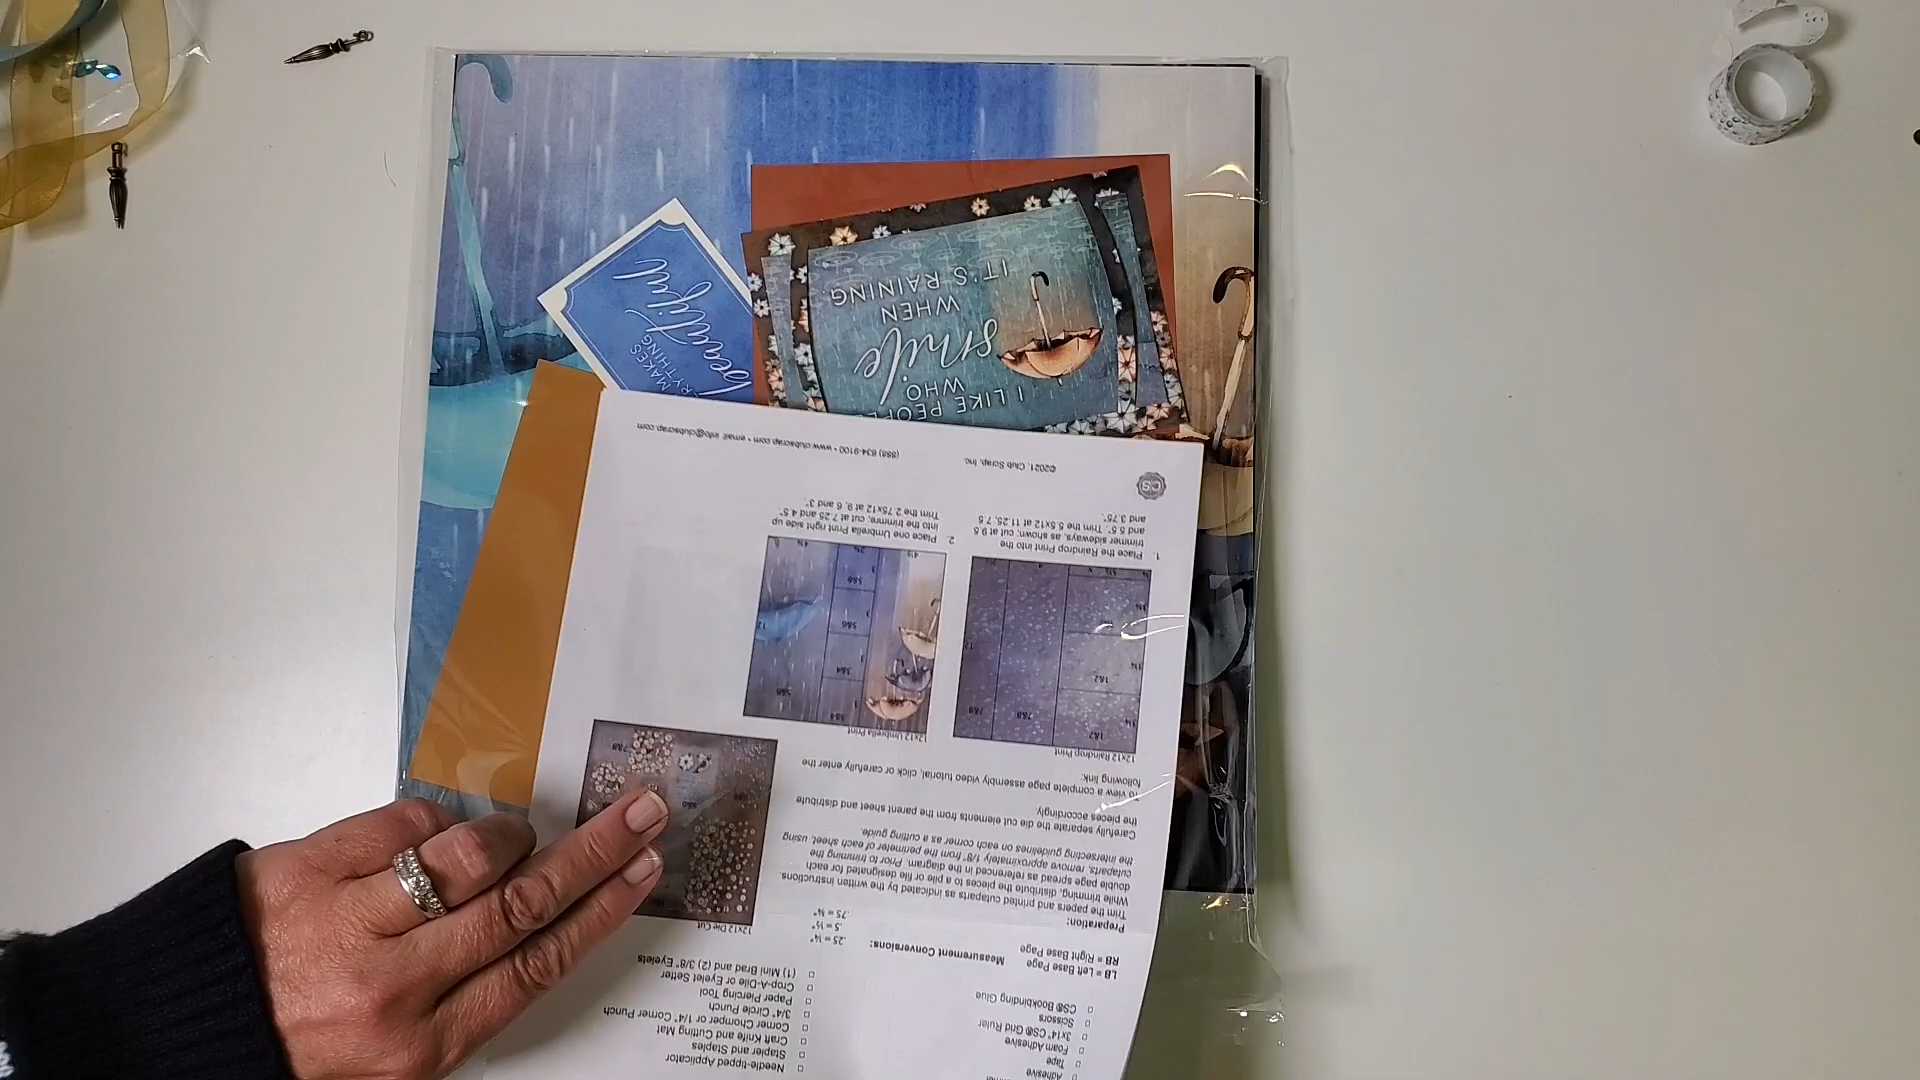 MAKES
beautiful
I LIKE PEOPLE
WHO
smile
WHEN
IT'S RAINING.
Needle-tipped Applicator
Stapler and Staples
Craft Knife and Cutting Mat
Corner Chomper or 1/4" Corner Punch
3/4" Circle Punch
Paper Piercing Tool
Crop-A-Dile or Eyelet Setter
(1) Mini Brad and (2) 3/8" Eyelets
Adhesive
Tape
Foam Adhesive
3x14" CS® Grid Ruler
Scissors
CS® Bookbinding Glue
LB = Left Base Page
RB = Right Base Page
Measurement Conversions:
.25 = ¼"
.5 = ½"
.75 = ¾"
Preparation:
Trim the papers and printed cutaparts as indicated by the written instructions.
While trimming, distribute the pieces to a pile or file designated for each
double page spread as referenced in the diagram. Prior to trimming the
cutaparts, remove approximately 1/8" from the perimeter of each sheet, using
the intersecting guidelines on each corner as a cutting guide.
Carefully separate the die cut elements from the parent sheet and distribute
the pieces accordingly.
To view a complete page assembly video tutorial, click, or carefully enter the
following link:
12x12 Die Cut
12x12 Raindrop Print
12x12 Umbrella Print
1. Place the Raindrop Print into the
trimmer sideways, as shown; cut at 9.5
and 5.5". Trim the 5.5x12 at 11.25, 7.5
and 3.75".
2. Place one Umbrella Print right side up
into the trimmer; cut at 7.25 and 4.5".
Trim the 2.75x12 at 9, 6 and 3".
CS
©2021, Club Scrap, Inc.
(888) 634-9100 • www.clubscrap.com • email: info@clubscrap.com